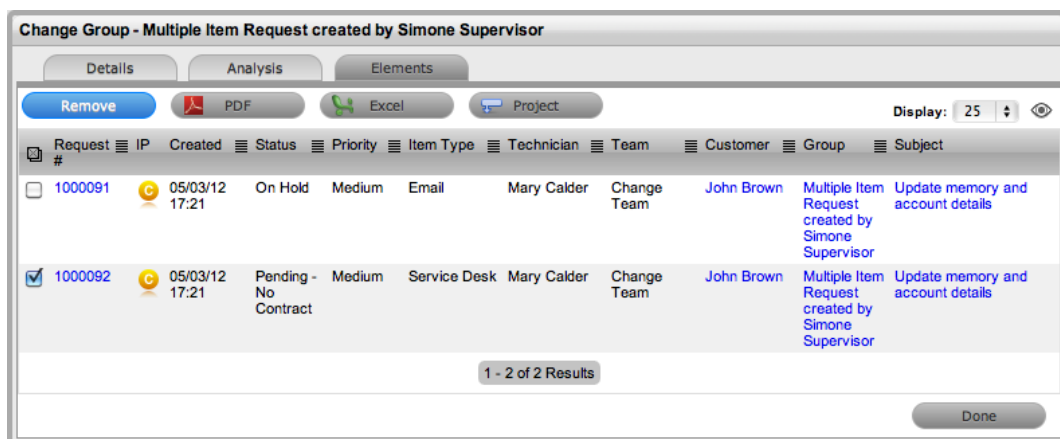 Change Group - Multiple Item Request created by Simone Supervisor
Details Analysis Elements
Remove PDF Excel Project Display: 25
Request # IP Created Status Priority Item Type Technician Team Customer Group Subject
1000091 C 05/03/12 On Hold Medium Email Mary Calder Change John Brown Multiple Item Update memory and
17:21 Team Request account details
created by
Simone
Supervisor
1000092 C 05/03/12 Pending - Medium Service Desk Mary Calder Change John Brown Multiple Item Update memory and
17:21 No Team Request account details
Contract created by
Simone
Supervisor
1 - 2 of 2 Results
Done